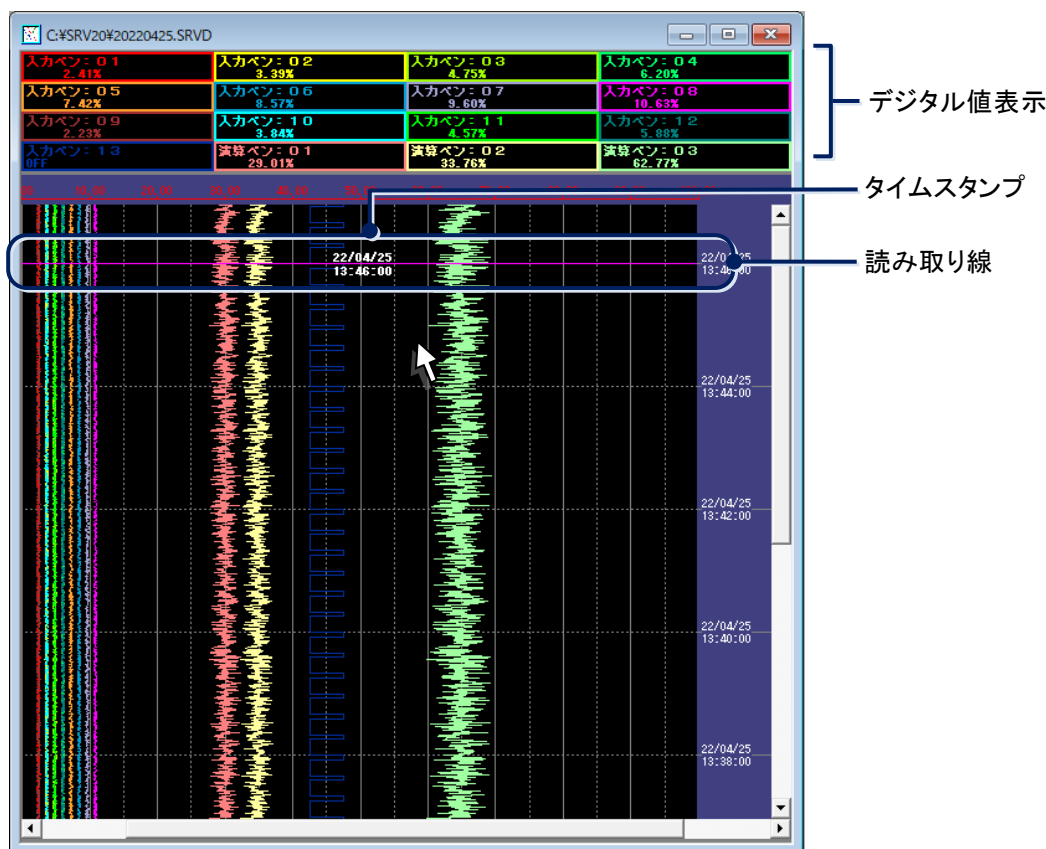 C:¥SRV20¥20220425.SRVD
入力ペン:01 入力ペン:02 入力ペン:03 入力ペン:04
2.41% 3.39% 4.75% 6.20%
入力ペン:05 入力ペン:06 入力ペン:07 入力ペン:08
7.42% 8.57% 9.60% 10.63%
入力ペン:09 入力ペン:10 入力ペン:11 入力ペン:12
2.23% 3.84% 4.57% 5.88%
入力ペン:13 演算ペン:01 演算ペン:02 演算ペン:03
OFF 29.01% 33.76% 62.77%
デジタル値表示
タイムスタンプ
読み取り線
20.00 30.00 40.00
22/04/25
13:46:00
22/04/25
13:44:00
22/04/25
13:42:00
22/04/25
13:40:00
22/04/25
13:38:00